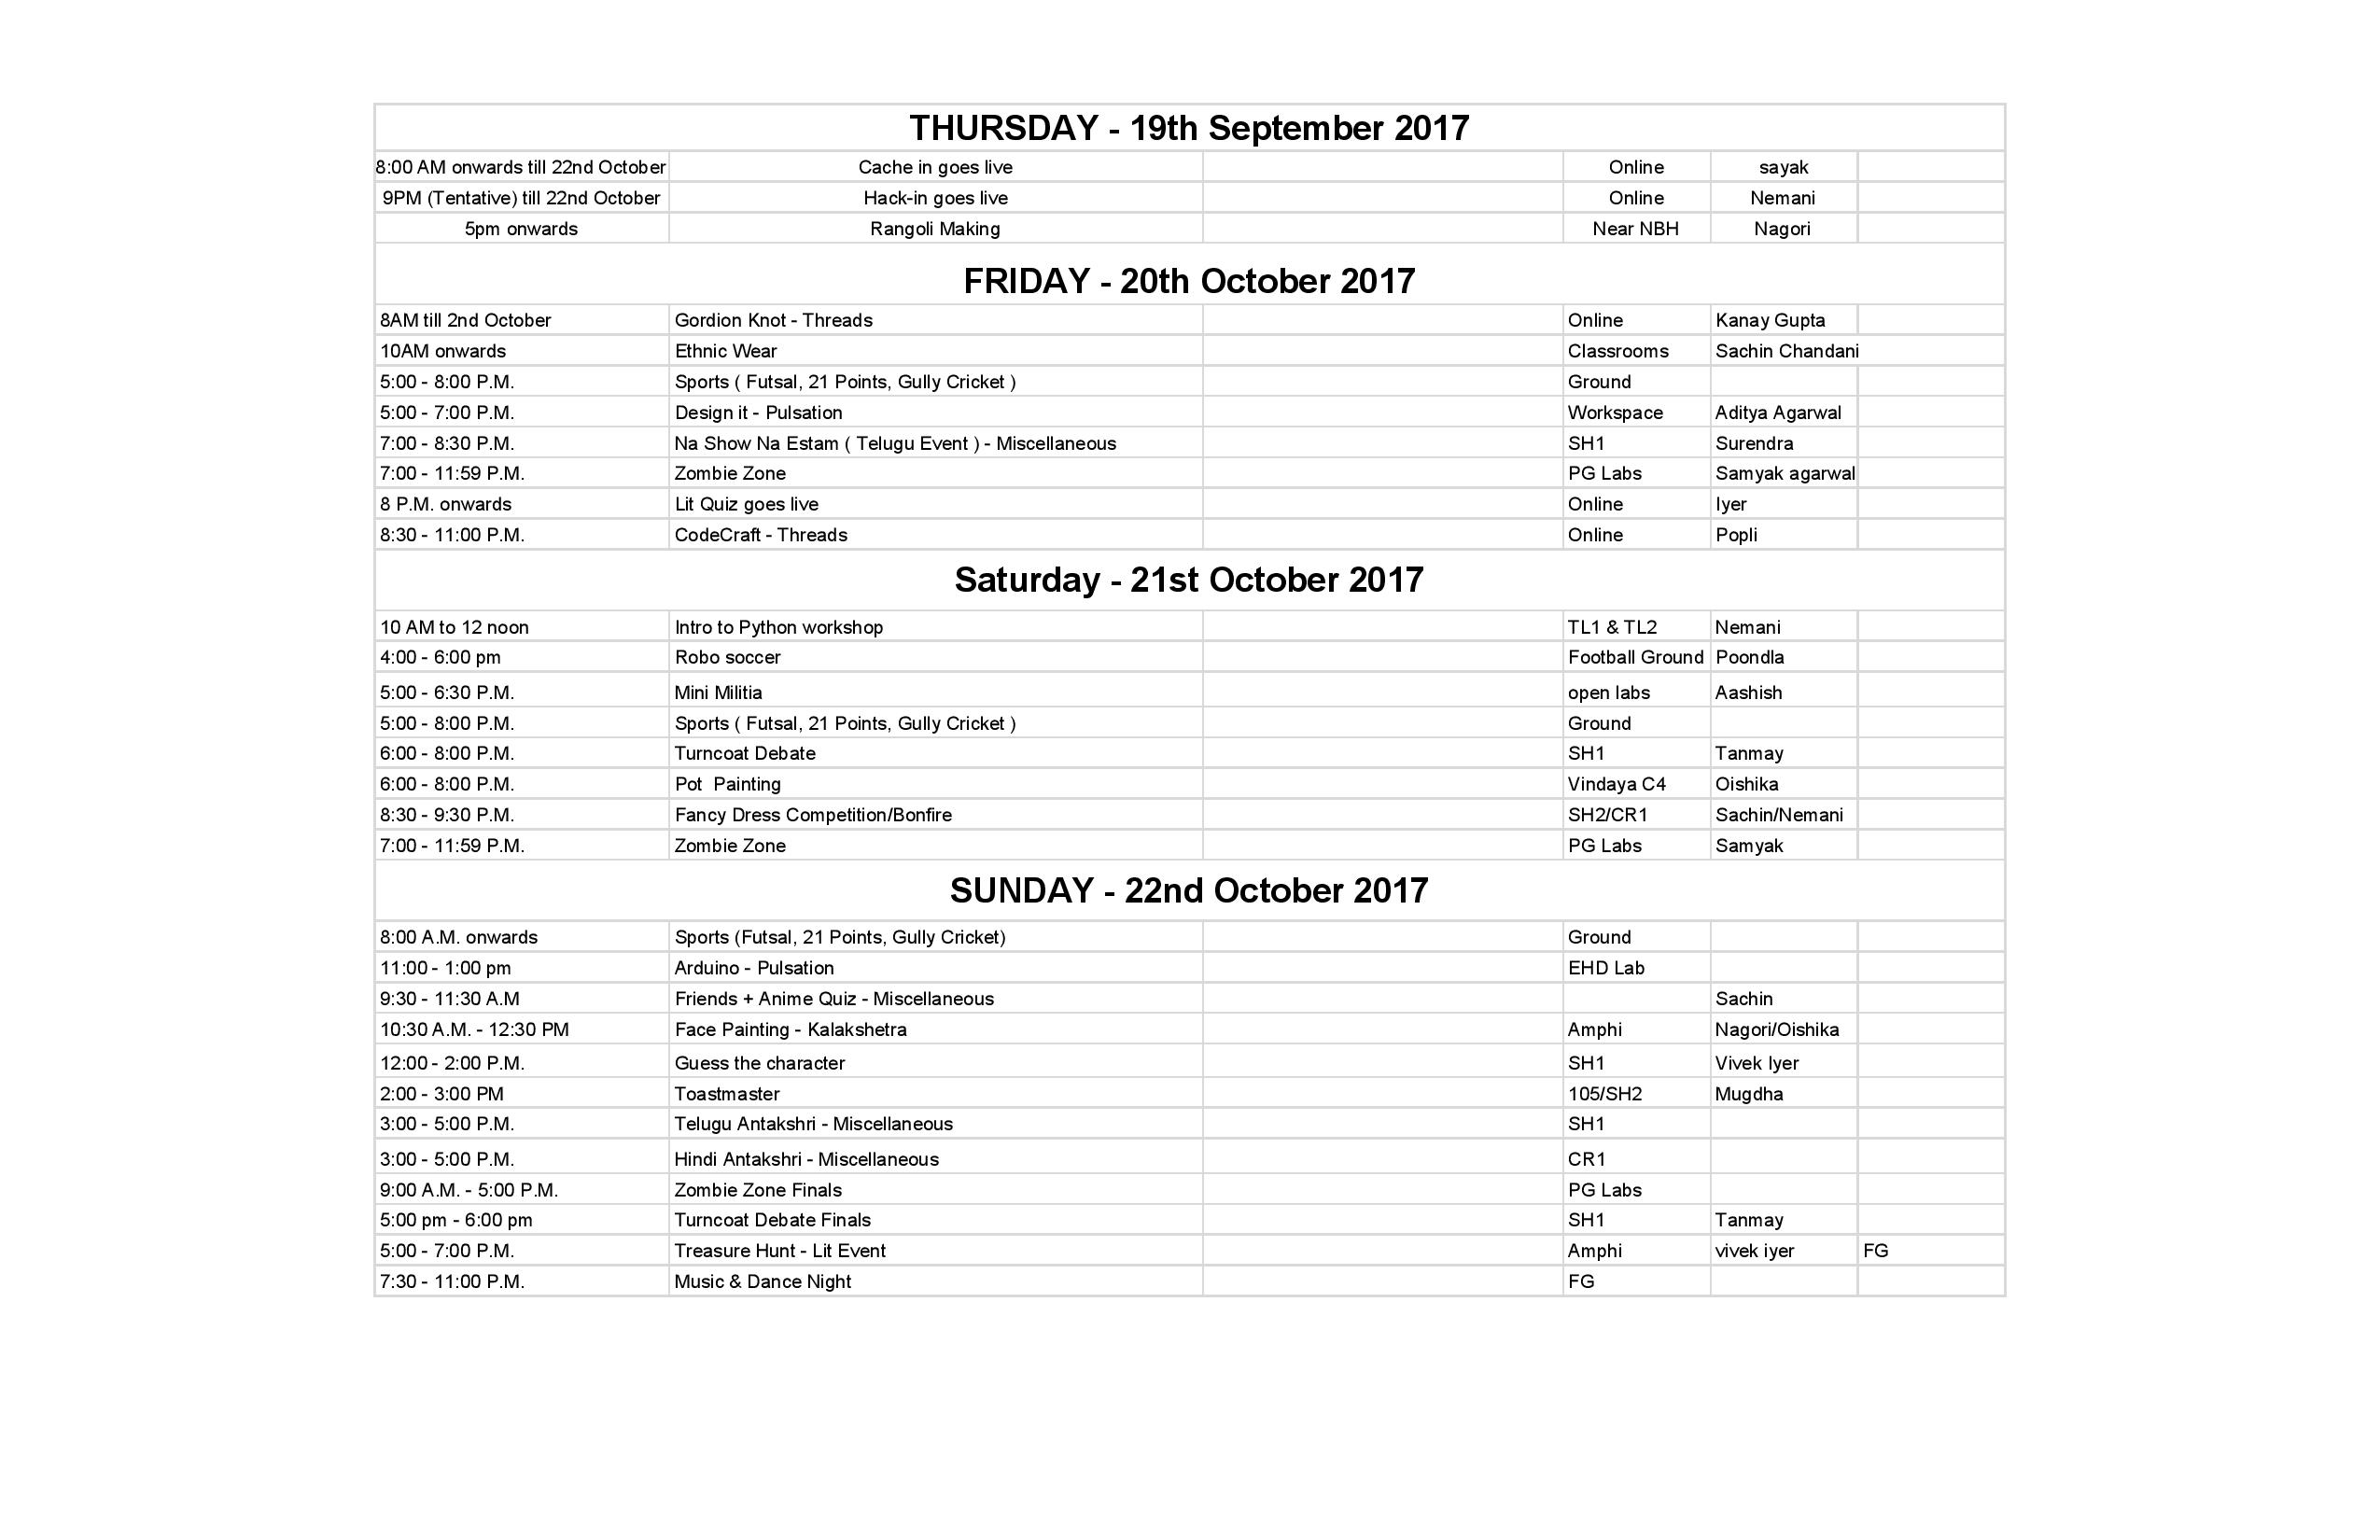 THURSDAY - 19th September 2017
8:00 AM onwards till 22nd October Cache in goes live Online sayak
9PM (Tentative) till 22nd October Hack-in goes live Online Nemani
5pm onwards Rangoli Making Near NBH Nagori
FRIDAY - 20th October 2017
8AM till 2nd October Gordion Knot - Threads Online Kanay Gupta
10AM onwards Ethnic Wear Classrooms Sachin Chandani
5:00 - 8:00 P.M. Sports ( Futsal, 21 Points, Gully Cricket ) Ground
5:00 - 7:00 P.M. Design it - Pulsation Workspace Aditya Agarwal
7:00 - 8:30 P.M. Na Show Na Estam ( Telugu Event ) - Miscellaneous SH1 Surendra
7:00 - 11:59 P.M. Zombie Zone PG Labs Samyak agarwal
8 P.M. onwards Lit Quiz goes live Online Iyer
8:30 - 11:00 P.M. CodeCraft - Threads Online Popli
Saturday - 21st October 2017
10 AM to 12 noon Intro to Python workshop TL1 & TL2 Nemani
4:00 - 6:00 pm Robo soccer Football Ground Poondla
5:00 - 6:30 P.M. Mini Militia open labs Aashish
5:00 - 8:00 P.M. Sports ( Futsal, 21 Points, Gully Cricket ) Ground
6:00 - 8:00 P.M. Turncoat Debate SH1 Tanmay
6:00 - 8:00 P.M. Pot  Painting Vindaya C4 Oishika
8:30 - 9:30 P.M. Fancy Dress Competition/Bonfire SH2/CR1 Sachin/Nemani
7:00 - 11:59 P.M. Zombie Zone PG Labs Samyak
SUNDAY - 22nd October 2017
8:00 A.M. onwards Sports (Futsal, 21 Points, Gully Cricket) Ground
11:00 - 1:00 pm Arduino - Pulsation EHD Lab
9:30 - 11:30 A.M Friends + Anime Quiz - Miscellaneous Sachin
10:30 A.M. - 12:30 PM Face Painting - Kalakshetra Amphi Nagori/Oishika
12:00 - 2:00 P.M. Guess the character SH1 Vivek Iyer
2:00 - 3:00 PM Toastmaster 105/SH2 Mugdha
3:00 - 5:00 P.M. Telugu Antakshri - Miscellaneous SH1
3:00 - 5:00 P.M. Hindi Antakshri - Miscellaneous CR1
9:00 A.M. - 5:00 P.M. Zombie Zone Finals PG Labs
5:00 pm - 6:00 pm Turncoat Debate Finals SH1 Tanmay
5:00 - 7:00 P.M. Treasure Hunt - Lit Event Amphi vivek iyer FG
7:30 - 11:00 P.M. Music & Dance Night FG